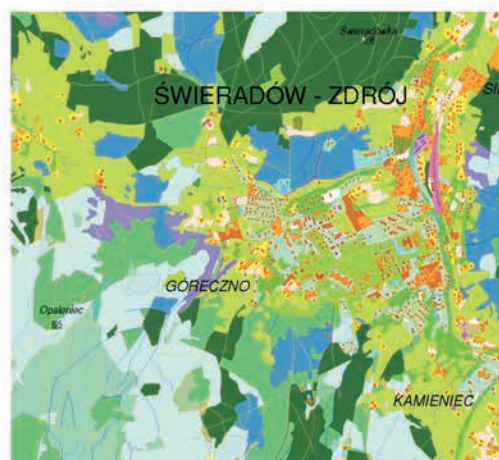 Świeradówka
ŚWIERADÓW - ZDRÓJ
GÓRECZNO
Opaleniec
KAMIENIEC